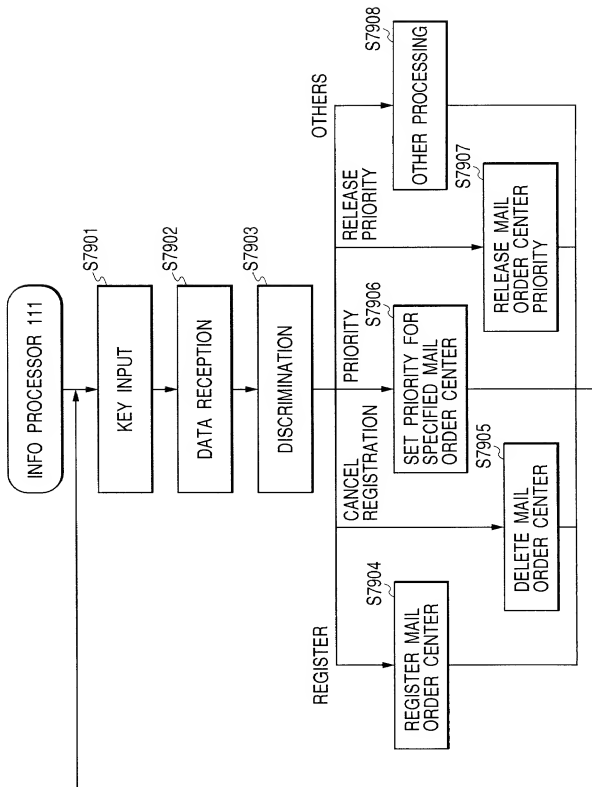 INFO PROCESSOR 111
S7901
KEY INPUT
S7902
DATA RECEPTION
S7903
DISCRIMINATION
REGISTER
CANCEL
REGISTRATION
PRIORITY
RELEASE
PRIORITY
OTHERS
S7904
REGISTER MAIL
ORDER CENTER
S7905
DELETE MAIL
ORDER CENTER
S7906
SET PRIORITY FOR
SPECIFIED MAIL
ORDER CENTER
S7907
RELEASE MAIL
ORDER CENTER
PRIORITY
S7908
OTHER PROCESSING